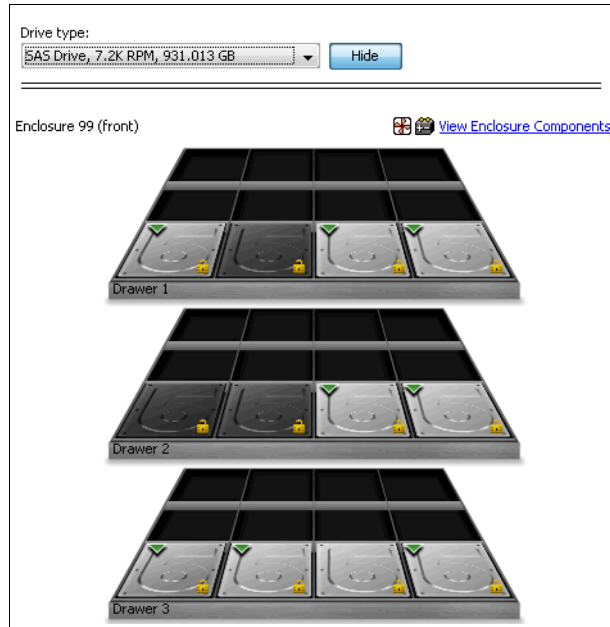 Drive type:
SAS Drive, 7.2K RPM, 931.013 GB
Hide
Enclosure 99 (front)
View Enclosure Components
Drawer 1
Drawer 2
Drawer 3